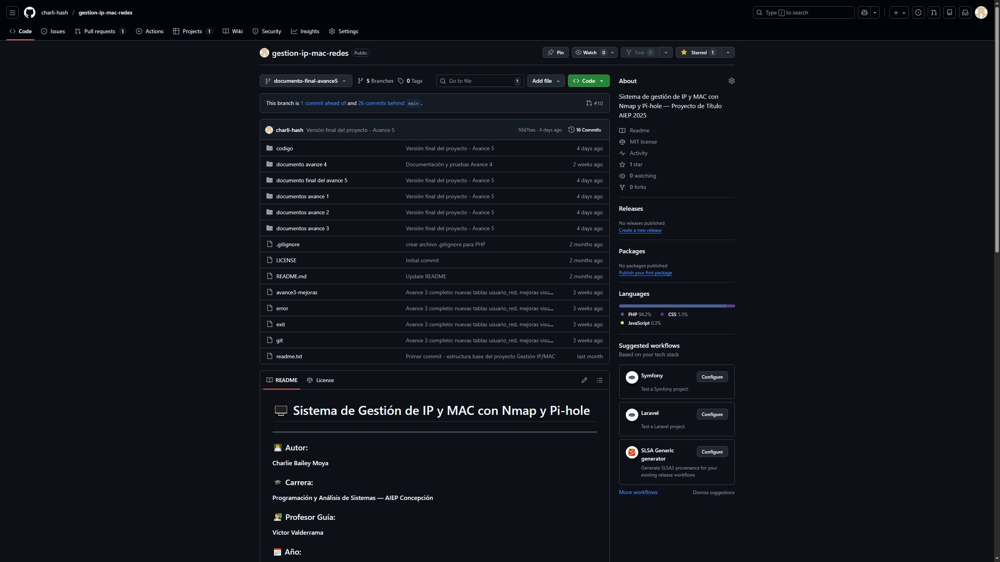 charli-hash / gestion-ip-mac-redes
Type / to search
Code
Issues
Pull requests 1
Actions
Projects 1
Wiki
Security
Insights
Settings
gestion-ip-mac-redes Public
Pin
Watch 0
Fork 0
Starred 1
documento-final-avance5
5 Branches
0 Tags
Go to file t
Add file
Code
This branch is 1 commit ahead of and 26 commits behind main .
#10
charli-hash Versión final del proyecto - Avance 5 50d7bec · 4 days ago 16 Commits
codigo Versión final del proyecto - Avance 5 4 days ago
documento avanze 4 Documentación y pruebas Avance 4 2 weeks ago
documento final del avance 5 Versión final del proyecto - Avance 5 4 days ago
documentos avance 1 Versión final del proyecto - Avance 5 4 days ago
documentos avance 2 Versión final del proyecto - Avance 5 4 days ago
documentos avance 3 Versión final del proyecto - Avance 5 4 days ago
.gitignore crear archivo .gitignore para PHP 2 months ago
LICENSE Initial commit 2 months ago
README.md Update README 2 months ago
avance3-mejoras Avance 3 completo: nuevas tablas usuario_red, mejoras visu... 3 weeks ago
error Avance 3 completo: nuevas tablas usuario_red, mejoras visu... 3 weeks ago
exit Avance 3 completo: nuevas tablas usuario_red, mejoras visu... 3 weeks ago
git Avance 3 completo: nuevas tablas usuario_red, mejoras visu... 3 weeks ago
readme.txt Primer commit - estructura base del proyecto Gestión IP/MAC last month
README
License
Sistema de Gestión de IP y MAC con Nmap y Pi-hole
Autor:
Charlie Bailey Moya
Carrera:
Programación y Análisis de Sistemas — AIEP Concepción
Profesor Guía:
Víctor Valderrama
Año:
About
Sistema de gestión de IP y MAC con
Nmap y Pi-hole — Proyecto de Título
AIEP 2025
Readme
MIT license
Activity
1 star
0 watching
0 forks
Releases
No releases published
Create a new release
Packages
No packages published
Publish your first package
Languages
PHP 94.2%
CSS 5.5%
JavaScript 0.3%
Suggested workflows
Based on your tech stack
php
Symfony
Configure
Test a Symfony project.
php
Laravel
Configure
Test a Laravel project.
SLSA Generic
generator
Configure
Generate SLSA3 provenance for your
existing release workflows
More workflows
Dismiss suggestions